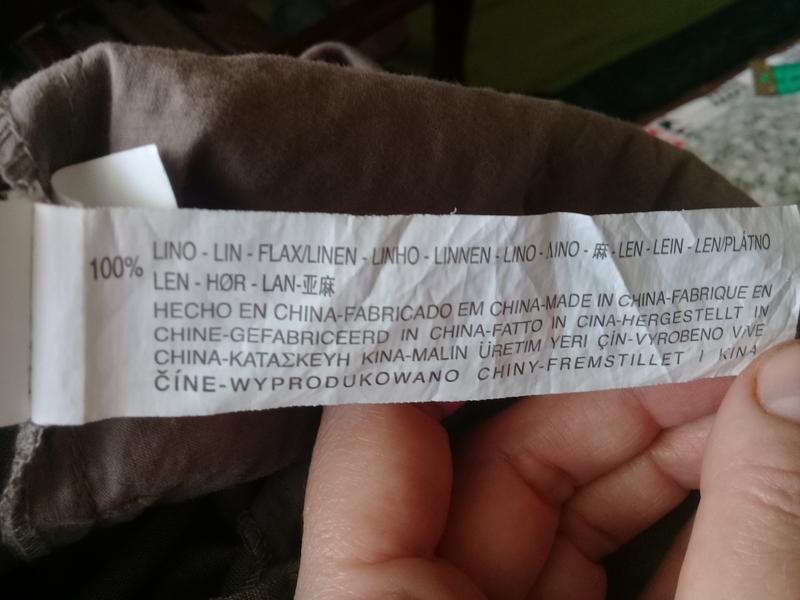 100% LINO - LIN - FLAX/LINEN - LINHO - LINNEN - LINO - ΛΙΝΟ - 麻 - LEN - LEIN - LEN/PLÁTNO
LEN - HØR - LAN-亚麻
HECHO EN CHINA-FABRICADO EM CHINA-MADE IN CHINA-FABRIQUE EN
CHINE-GEFABRICEERD IN CHINA-FATTO IN CINA-HERGESTELLT IN
CHINA-ΚΑΤΑΣΚΕΥΗ ΚΙΝΑ-MALIN ÜRETIM YERI ÇİN-VYROBENO V/VE
ČÍNE-WYPRODUKOWANO CHINY-FREMSTILLET I KINA